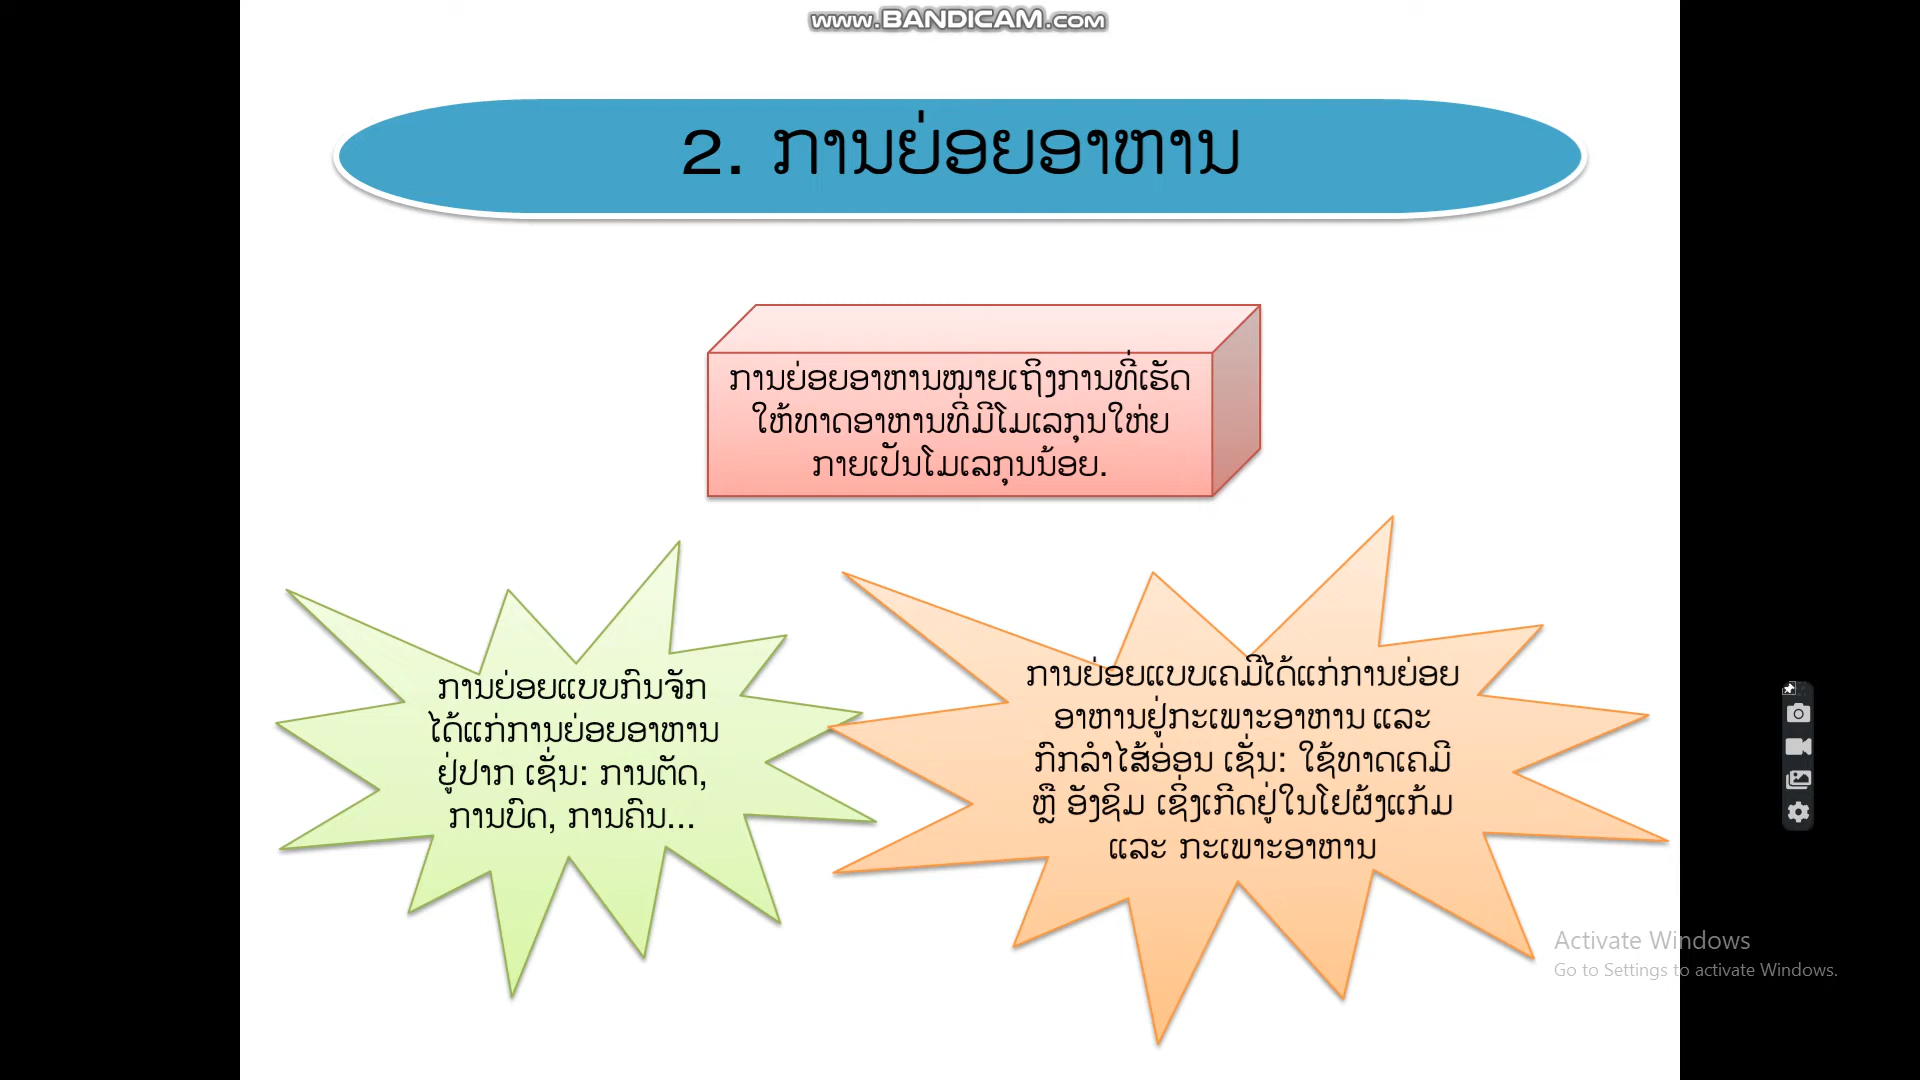 www.BANDICAM.com
2. ການຍ່ອຍອາຫານ
ການຍ່ອຍອາຫານໝາຍເຖິງການທີ່ເຮັດ
ໃຫ້ທາດອາຫານທີ່ມີໂມເລກຸນໃຫ່ຍ
ກາຍເປັນໂມເລກຸນນ້ອຍ.
ການຍ່ອຍແບບກົນຈັກ
ໄດ້ແກ່ການຍ່ອຍອາຫານ
ຢູ່ປາກ ເຊັ່ນ: ການຕັດ,
ການບົດ, ການຄົນ...
ການຍ່ອຍແບບເຄມີໄດ້ແກ່ການຍ່ອຍ
ອາຫານຢູ່ກະເພາະອາຫານ ແລະ
ກົກລຳໄສ້ອ່ອນ ເຊັ່ນ: ໃຊ້ທາດເຄມີ
ຫຼື ອັງຊິມ ເຊິ່ງເກີດຢູ່ໃນໂຢຜ້ງແກ້ມ
ແລະ ກະເພາະອາຫານ
Activate Windows
Go to Settings to activate Windows.